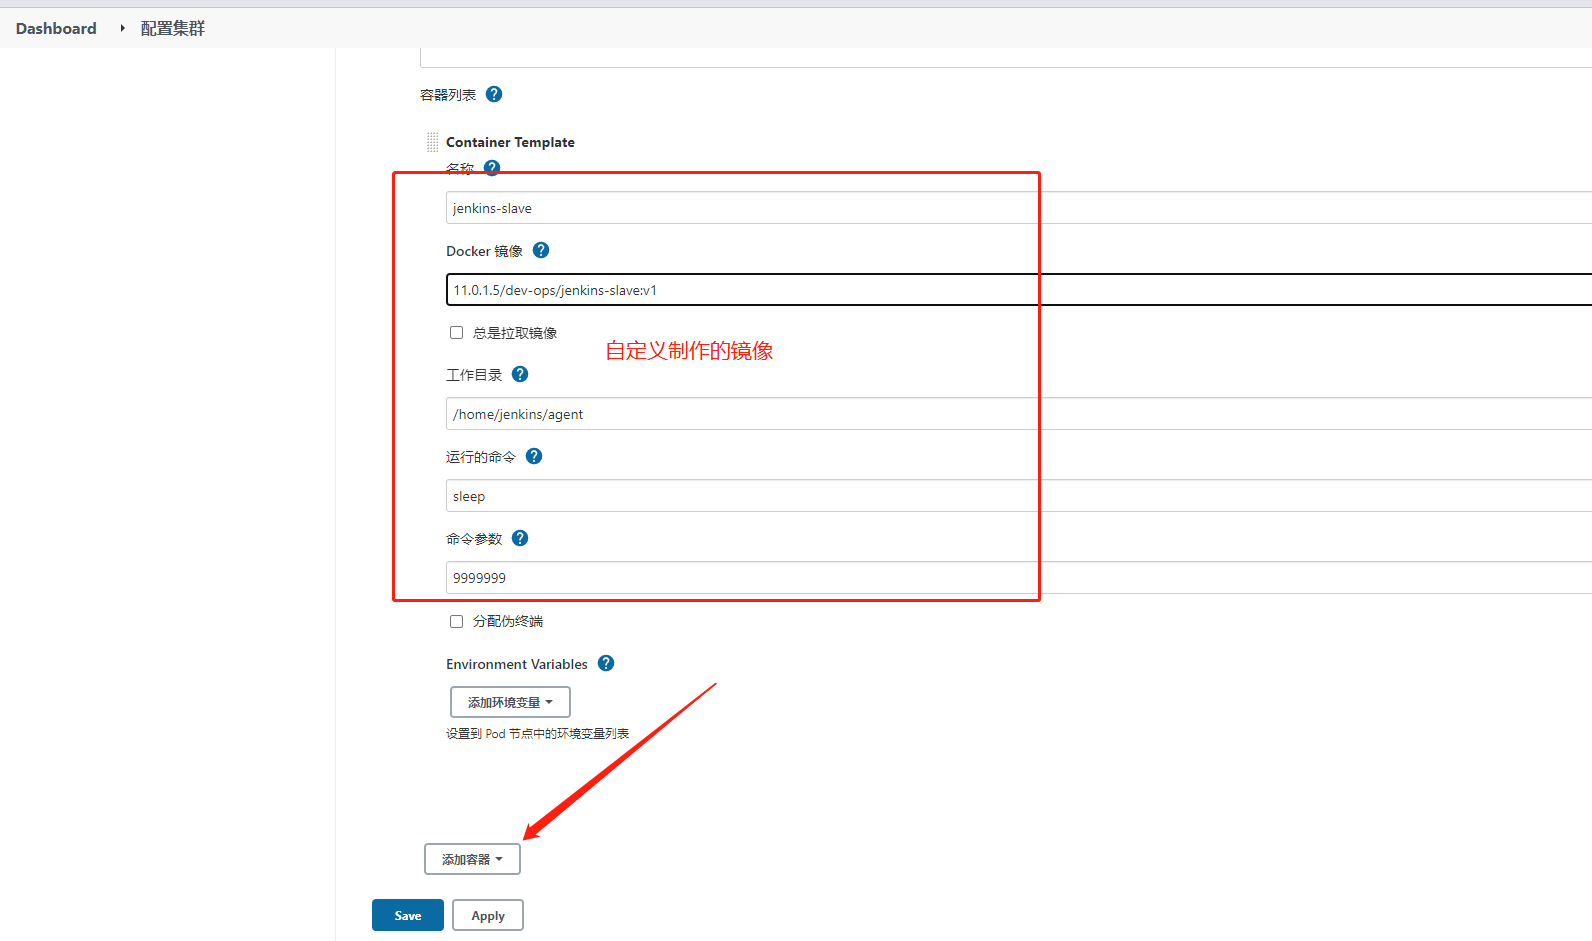 Dashboard 配置集群
容器列表
Container Template
名称
jenkins-slave
Docker 镜像
11.0.1.5/dev-ops/jenkins-slave:v1
总是拉取镜像
自定义制作的镜像
工作目录
/home/jenkins/agent
运行的命令
sleep
命令参数
9999999
分配伪终端
Environment Variables
添加环境变量
设置到 Pod 节点中的环境变量列表
添加容器
Save Apply